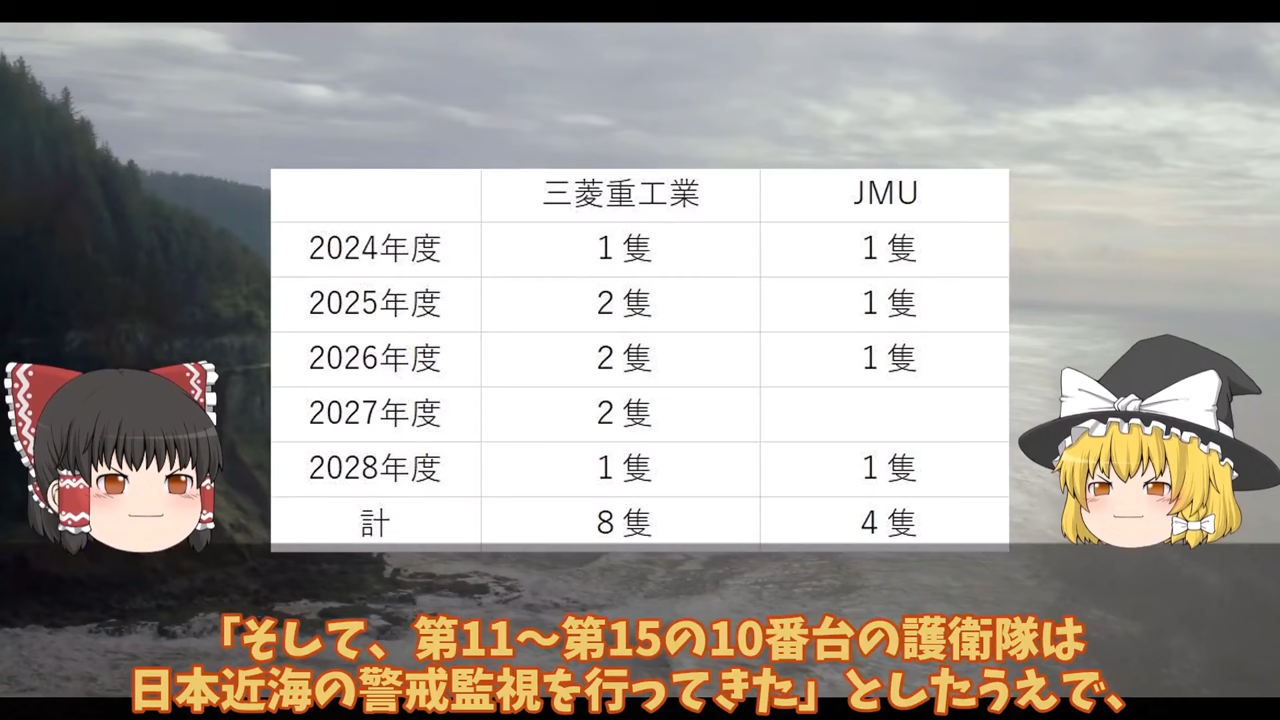 三菱重工業 JMU
2024年度 1隻 1隻
2025年度 2隻 1隻
2026年度 2隻 1隻
2027年度 2隻
2028年度 1隻 1隻
計 8隻 4隻
「そして、第11～第15の10番台の護衛隊は
日本近海の警戒監視を行ってきた」としたうえで、